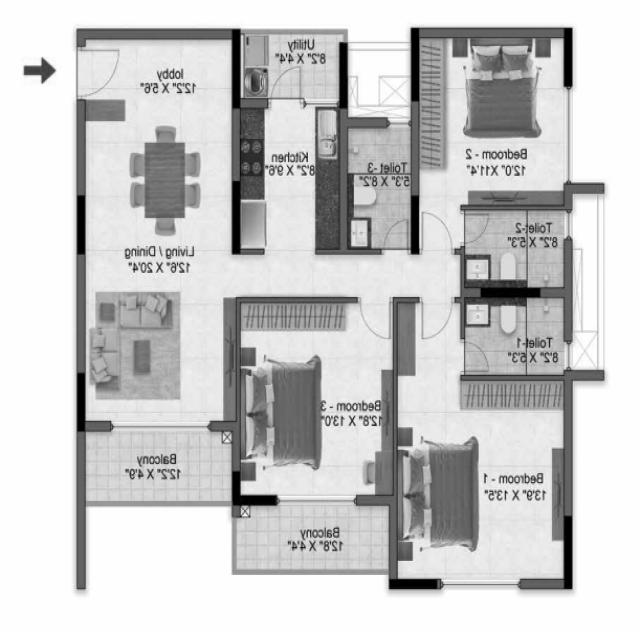 Utility
8'2" X 4'4"
lobby
12'2" X 5'6"
Kitchen
8'2" X 9'6"
Toilet-3
5'3" X 8'2"
Bedroom - 2
12'0" X 11'4"
Living / Dining
12'6" X 20'4"
Toilet-2
8'2" X 5'3"
Toilet-1
8'2" X 5'3"
Bedroom - 3
12'8" X 13'0"
Balcony
12'2" X 4'9"
Bedroom - 1
13'9" X 13'5"
Balcony
12'8" X 4'4"